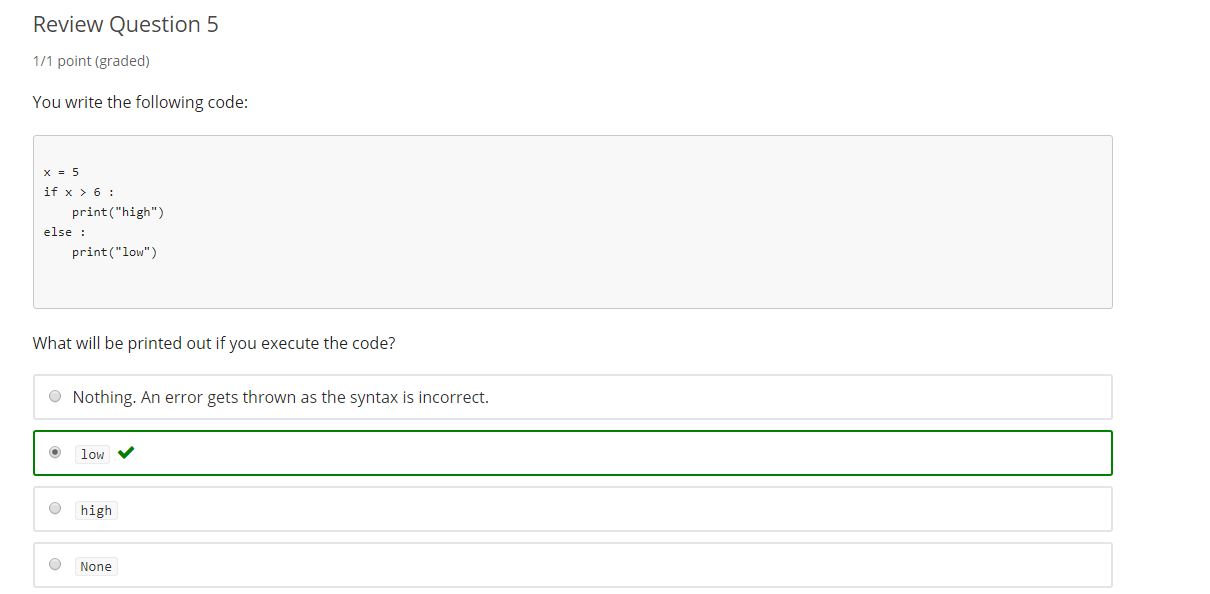 Review Question 5
1/1 point (graded)
You write the following code:
x = 5
if x > 6 :
    print("high")
else :
    print("low")
What will be printed out if you execute the code?
Nothing. An error gets thrown as the syntax is incorrect.
low
high
None